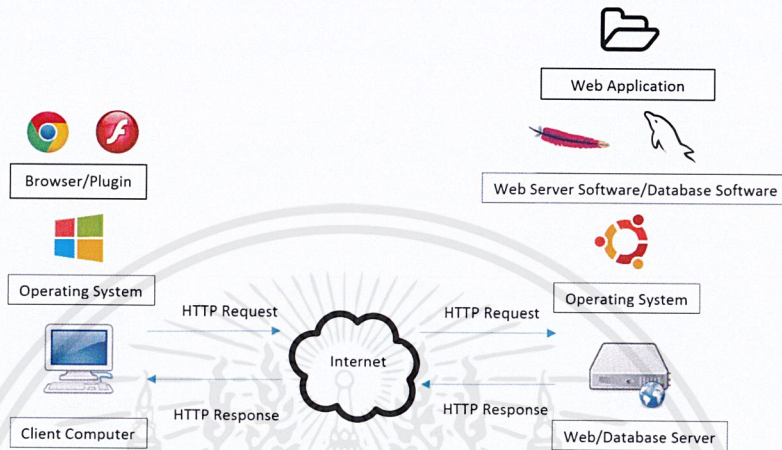 Web Application
Browser/Plugin
Web Server Software/Database Software
Operating System
Operating System
HTTP Request
HTTP Request
Internet
HTTP Response
HTTP Response
Client Computer
Web/Database Server